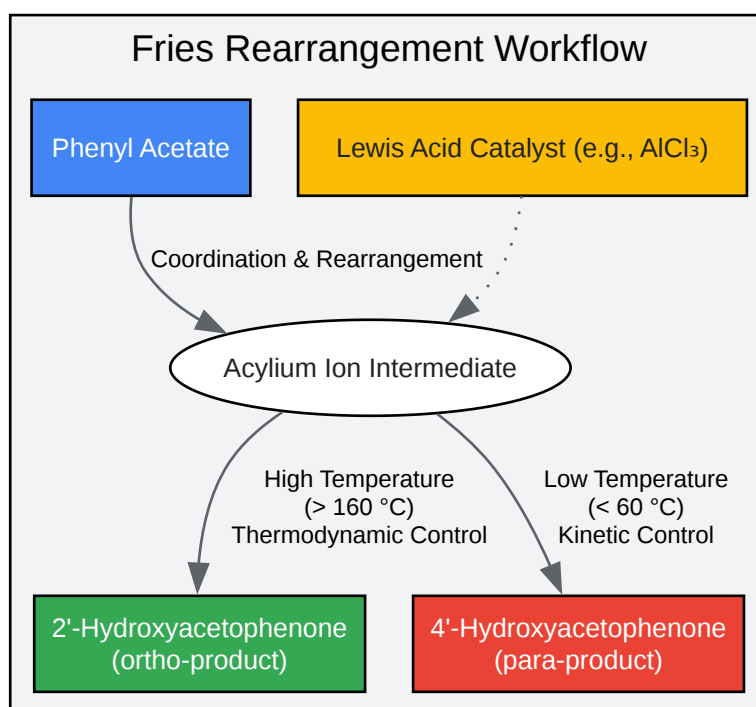 Fries Rearrangement Workflow
Phenyl Acetate
Lewis Acid Catalyst (e.g., AlCl₃)
Coordination & Rearrangement
Acylium Ion Intermediate
High Temperature
(> 160 °C)
Thermodynamic Control
Low Temperature
(< 60 °C)
Kinetic Control
2'-Hydroxyacetophenone
(ortho-product)
4'-Hydroxyacetophenone
(para-product)